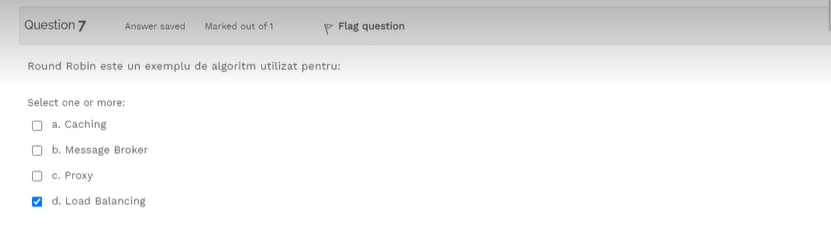 Question 7 Answer saved Marked out of 1 Flag question
Round Robin este un exemplu de algoritm utilizat pentru:
Select one or more:
a. Caching
b. Message Broker
c. Proxy
d. Load Balancing